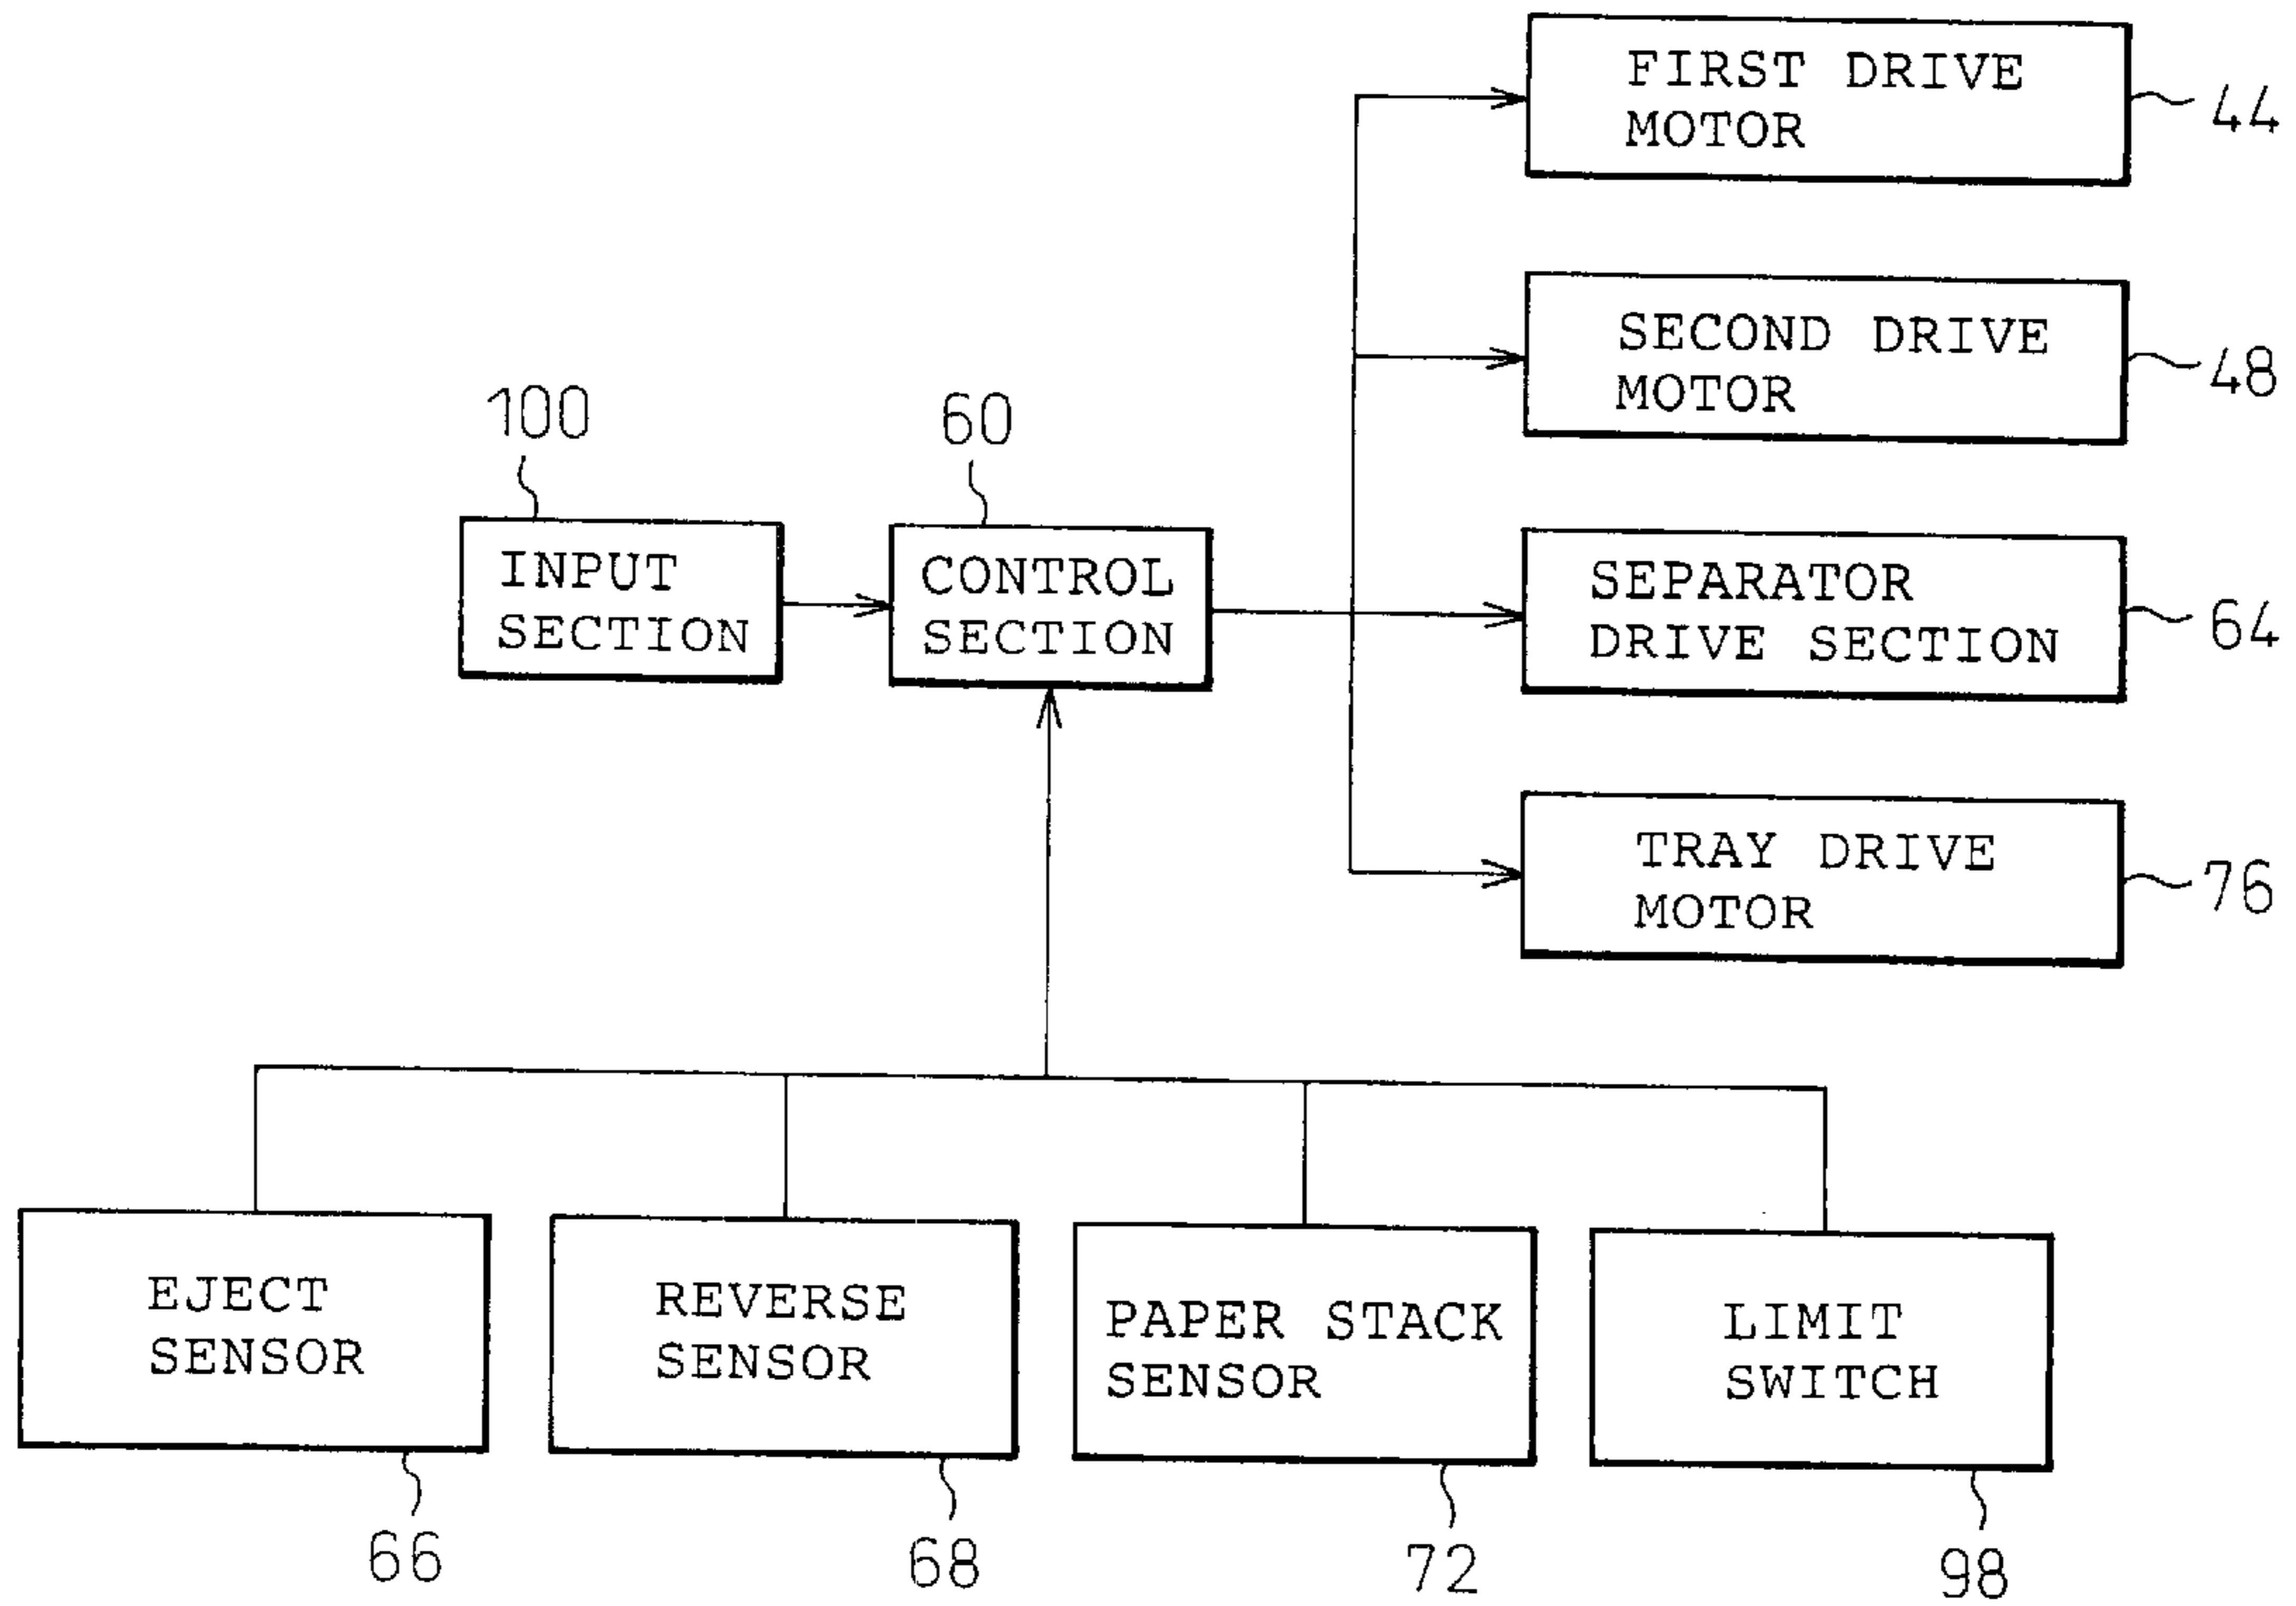 FIRST DRIVE
MOTOR
44
SECOND DRIVE
MOTOR
48
100
60
INPUT
SECTION
CONTROL
SECTION
SEPARATOR
DRIVE SECTION
64
TRAY DRIVE
MOTOR
76
EJECT
SENSOR
REVERSE
SENSOR
PAPER STACK
SENSOR
LIMIT
SWITCH
66
68
72
98